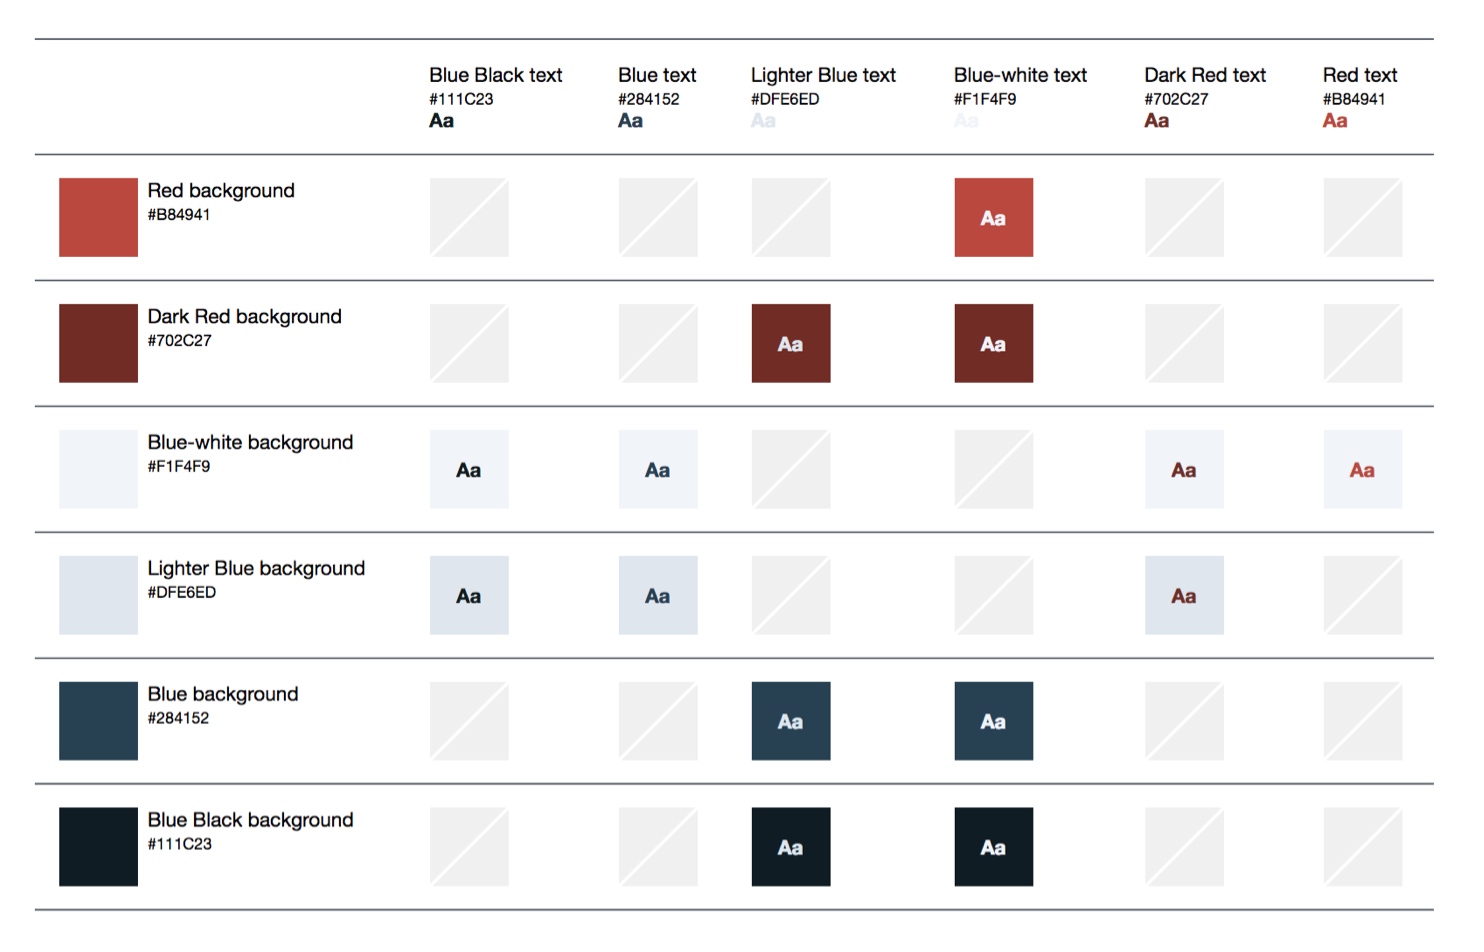 Blue Black text
#111C23
Aa
Blue text
#284152
Aa
Lighter Blue text
#DFE6ED
Aa
Blue-white text
#F1F4F9
Aa
Dark Red text
#702C27
Aa
Red text
#B84941
Aa
Red background
#B84941
Aa
Dark Red background
#702C27
Aa
Aa
Blue-white background
#F1F4F9
Aa
Aa
Aa
Aa
Lighter Blue background
#DFE6ED
Aa
Aa
Aa
Blue background
#284152
Aa
Aa
Blue Black background
#111C23
Aa
Aa